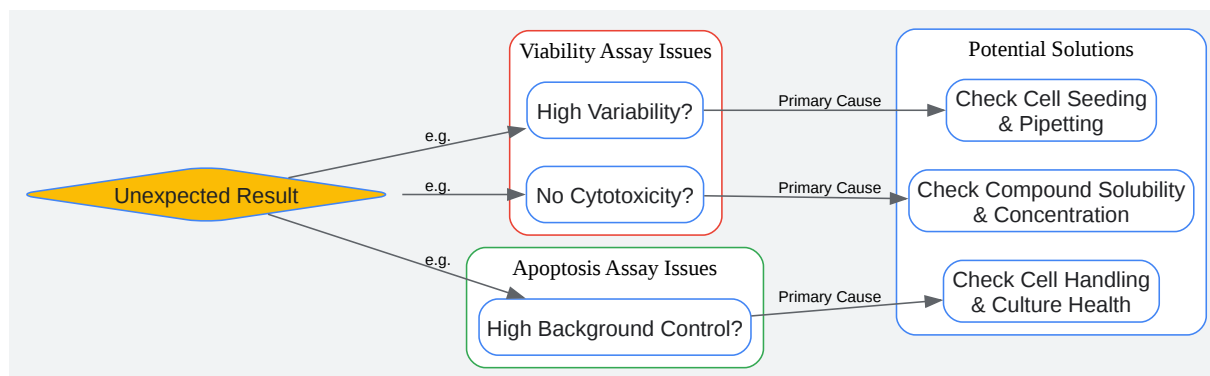 Viability Assay Issues
Potential Solutions
High Variability?
Primary Cause
Check Cell Seeding
& Pipetting
e.g.
Unexpected Result
e.g.
No Cytotoxicity?
Primary Cause
Check Compound Solubility
& Concentration
e.g.
Apoptosis Assay Issues
High Background Control?
Primary Cause
Check Cell Handling
& Culture Health